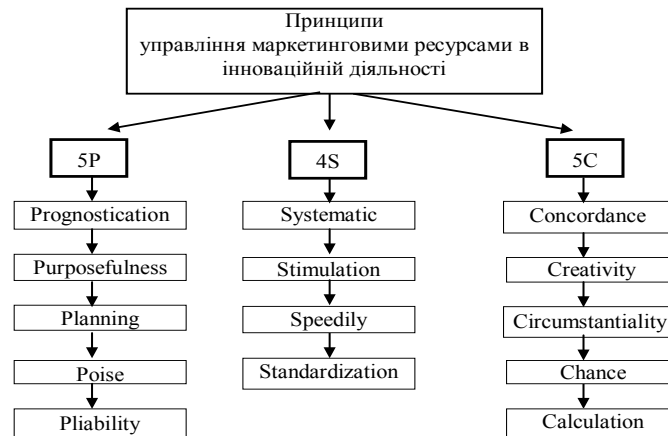 Принципи
управління маркетинговими ресурсами в
інноваційній діяльності
5P
4S
5C
Prognostication
Systematic
Concordance
Purposefulness
Stimulation
Creativity
Planning
Speedily
Circumstantiality
Poise
Standardization
Chance
Pliability
Calculation